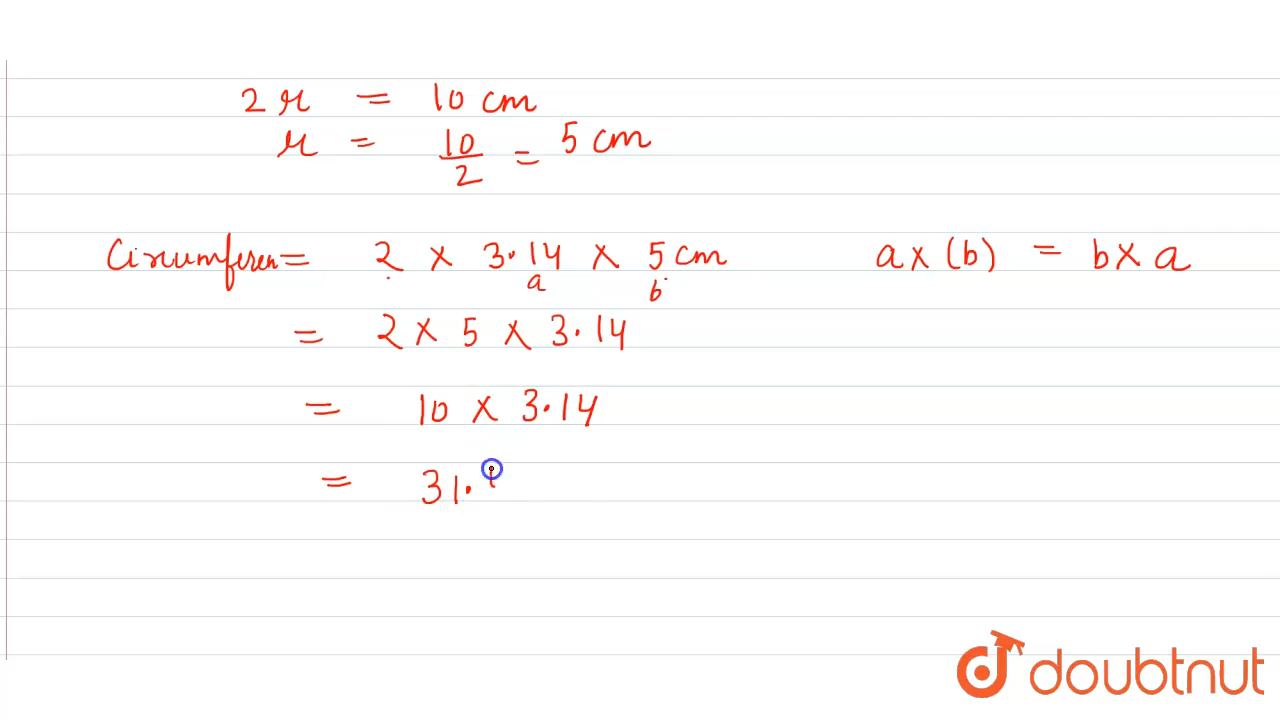 2r = 10 cm
r = 10/2 = 5 cm
Circumferen = 2 × 3.14 × 5 cm a×(b) = b×a
a b
= 2 × 5 × 3.14
= 10 × 3.14
= 31.
doubtnut